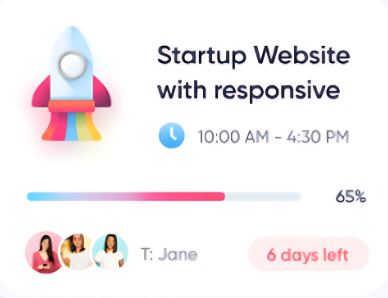 Startup Website
with responsive
10:00 AM - 4:30 PM
65%
T: Jane
6 days left